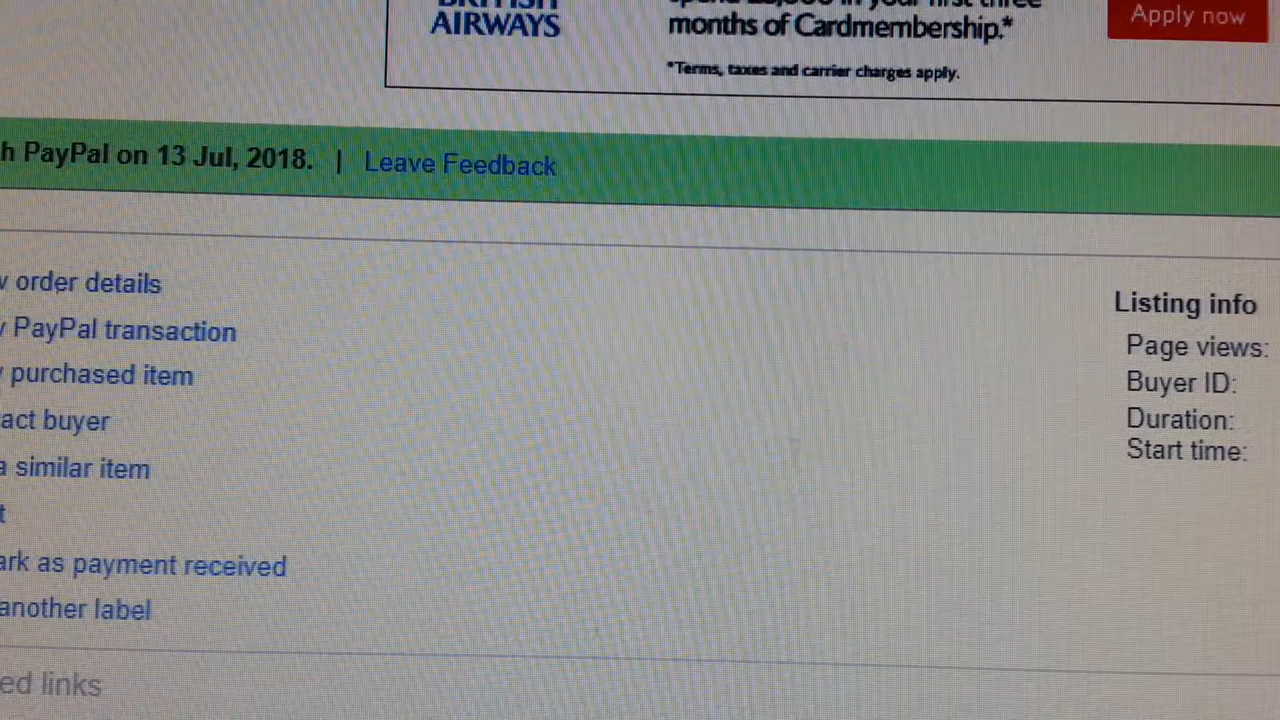 BRITISH
AIRWAYS
months of Cardmembership.*
*Terms, taxes and carrier charges apply.
Apply now
h PayPal on 13 Jul, 2018. | Leave Feedback
order details
PayPal transaction
purchased item
act buyer
a similar item
t
ark as payment received
another label
ed links
Listing info
Page views:
Buyer ID:
Duration:
Start time: